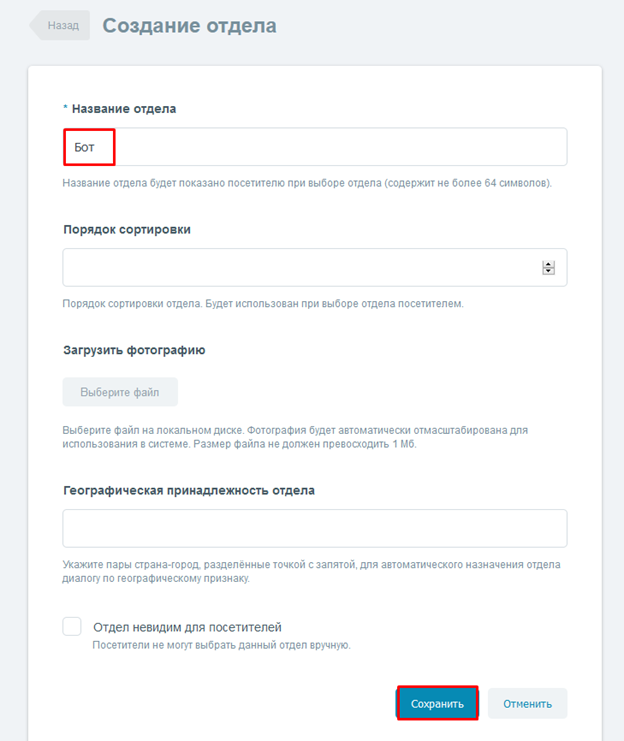 Назад
Создание отдела
* Название отдела
Бот
Название отдела будет показано посетителю при выборе отдела (содержит не более 64 символов).
Порядок сортировки
Порядок сортировки отдела. Будет использован при выборе отдела посетителем.
Загрузить фотографию
Выберите файл
Выберите файл на локальном диске. Фотография будет автоматически отмасштабирована для
использования в системе. Размер файла не должен превосходить 1 Мб.
Географическая принадлежность отдела
Укажите пары страна-город, разделённые точкой с запятой, для автоматического назначения отдела
диалогу по географическому признаку.
Отдел невидим для посетителей
Посетители не могут выбрать данный отдел вручную.
Сохранить
Отменить